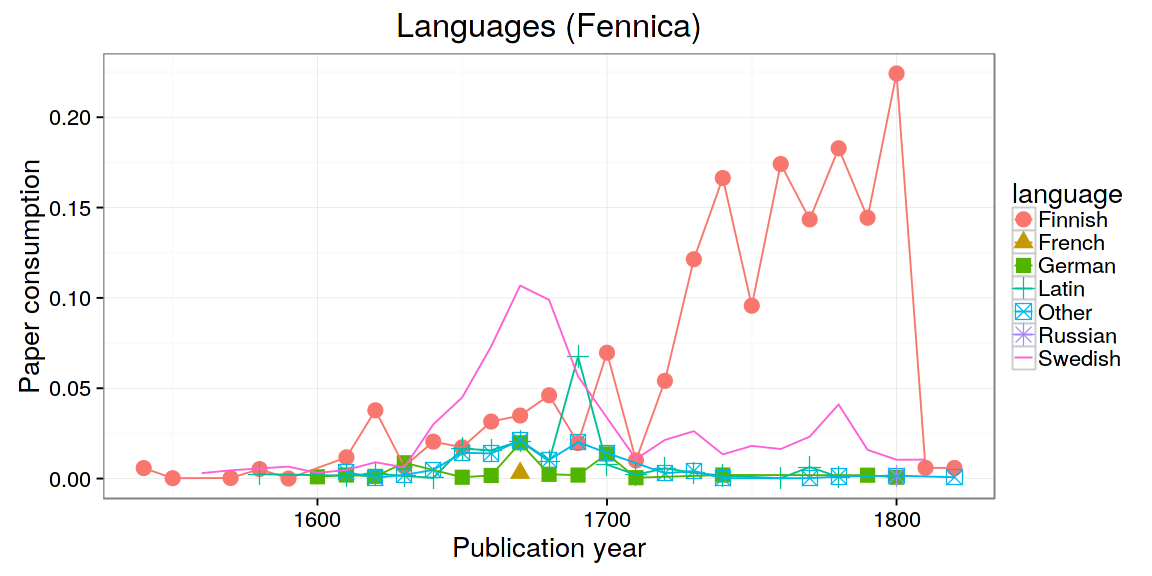 Languages (Fennica)
Paper consumption
0.20
0.15
0.10
0.05
0.00
1600
1700
1800
Publication year
language
Finnish
French
German
Latin
Other
Russian
Swedish